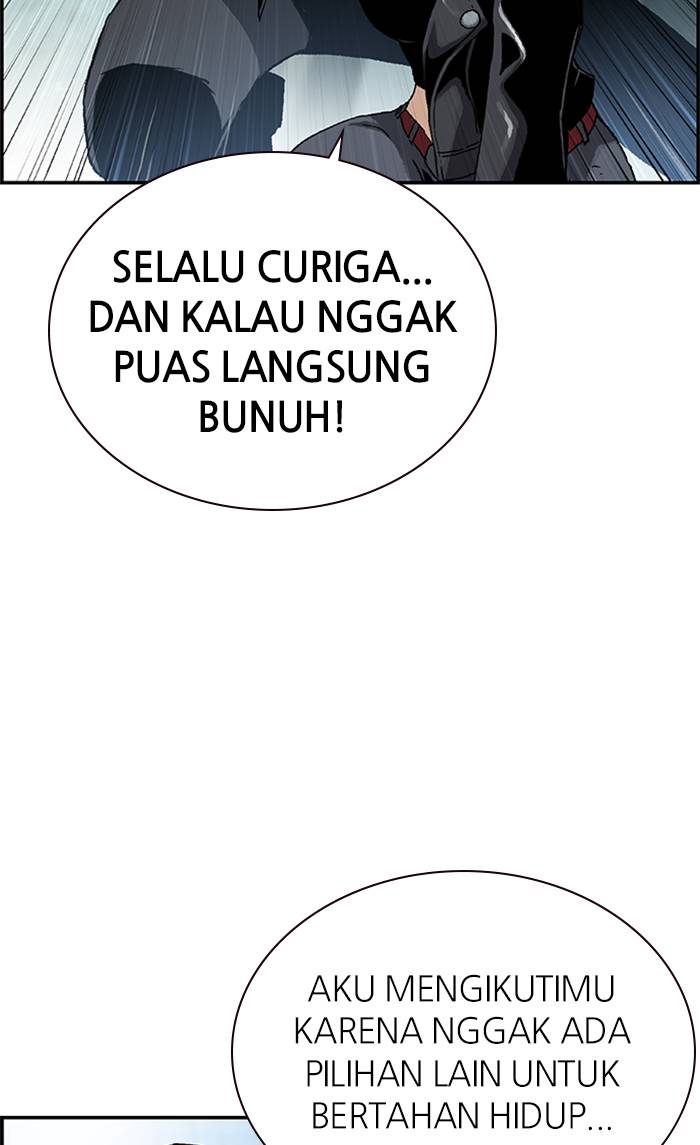 SELALU CURIGA...
DAN KALAU NGGAK
PUAS LANGSUNG
BUNUH!
AKU MENGIKUTIMU
KARENA NGGAK ADA
PILIHAN LAIN UNTUK
BERTAHAN HIDUP...